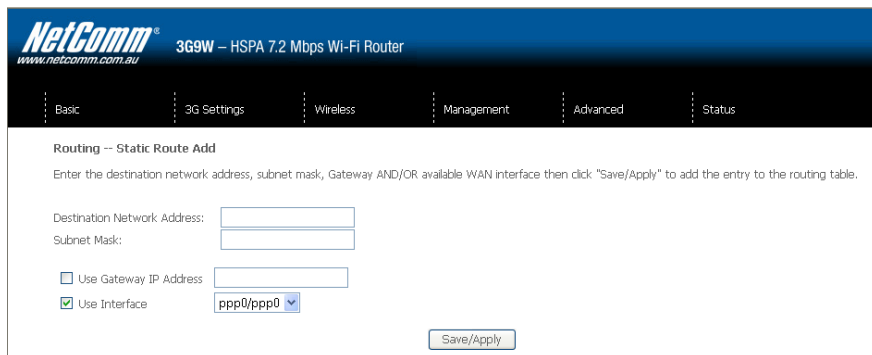 NetComm®
www.netcomm.com.au
3G9W – HSPA 7.2 Mbps Wi-Fi Router
Basic 3G Settings Wireless Management Advanced Status
Routing -- Static Route Add
Enter the destination network address, subnet mask, Gateway AND/OR available WAN interface then click "Save/Apply" to add the entry to the routing table.
Destination Network Address:
Subnet Mask:
Use Gateway IP Address
Use Interface ppp0/ppp0
Save/Apply